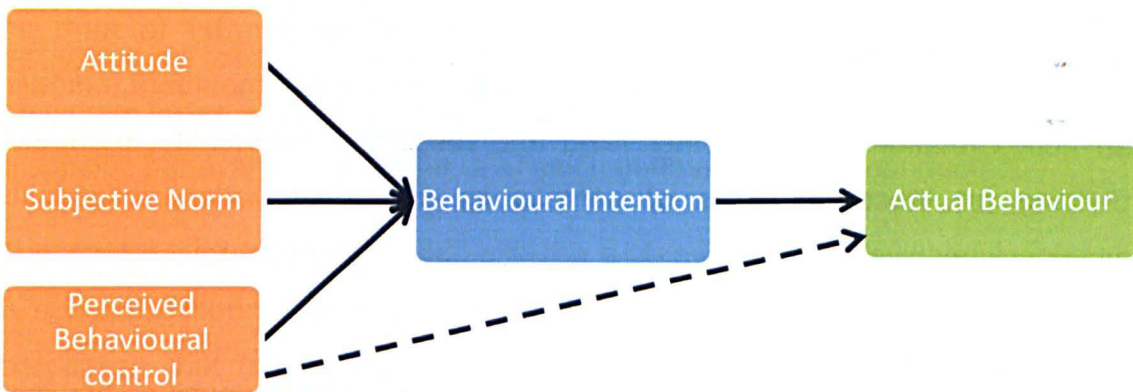 Attitude
Subjective Norm
Perceived
Behavioural
control
Behavioural Intention
Actual Behaviour